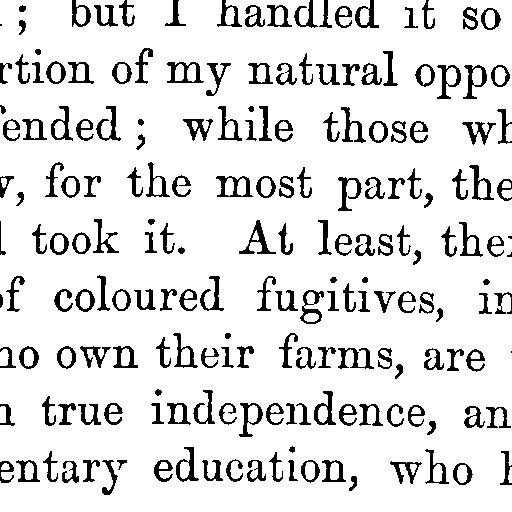 ; but I handled it so
rtion of my natural oppo
fended ; while those wh
, for the most part, the
took it. At least, ther
of coloured fugitives, in
ho own their farms, are
n true independence, an
entary education, who h